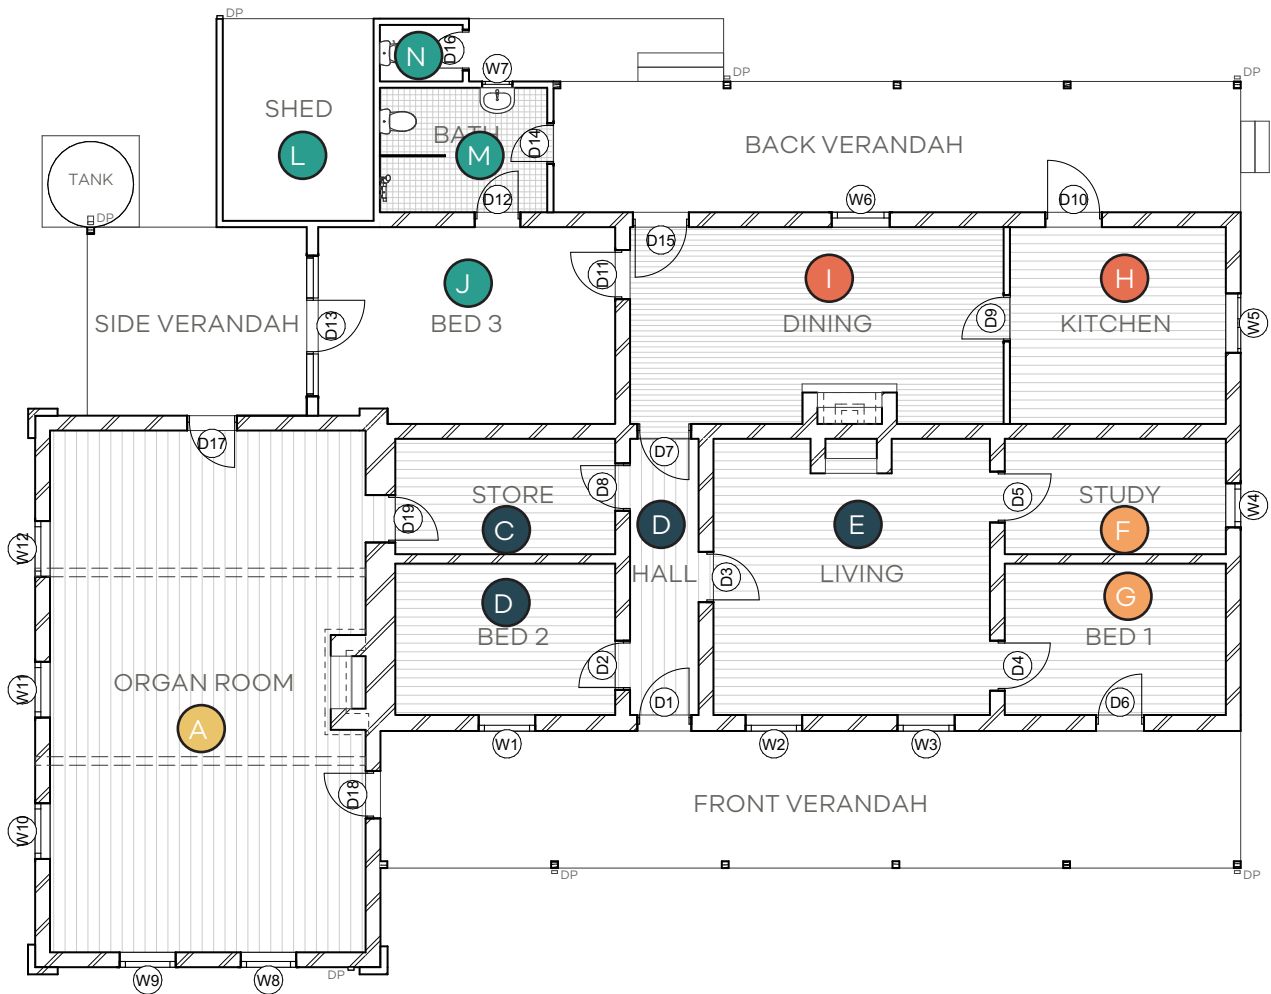 DP
N
D16
W7
DP
DP
SHED
BATH
D14
L
M
BACK VERANDAH
TANK
D12
W6
D10
DP
D15
D11
J
I
H
SIDE VERANDAH
D13
BED 3
DINING
D9
KITCHEN
W5
D17
D7
STORE
D8
D5
STUDY
W4
D19
C
D
E
F
W12
HALL
D3
LIVING
D
G
BED 2
D2
D4
BED 1
W11
ORGAN ROOM
D1
D6
A
W1
W2
W3
D18
FRONT VERANDAH
W10
DP
DP
DP
W9
W8